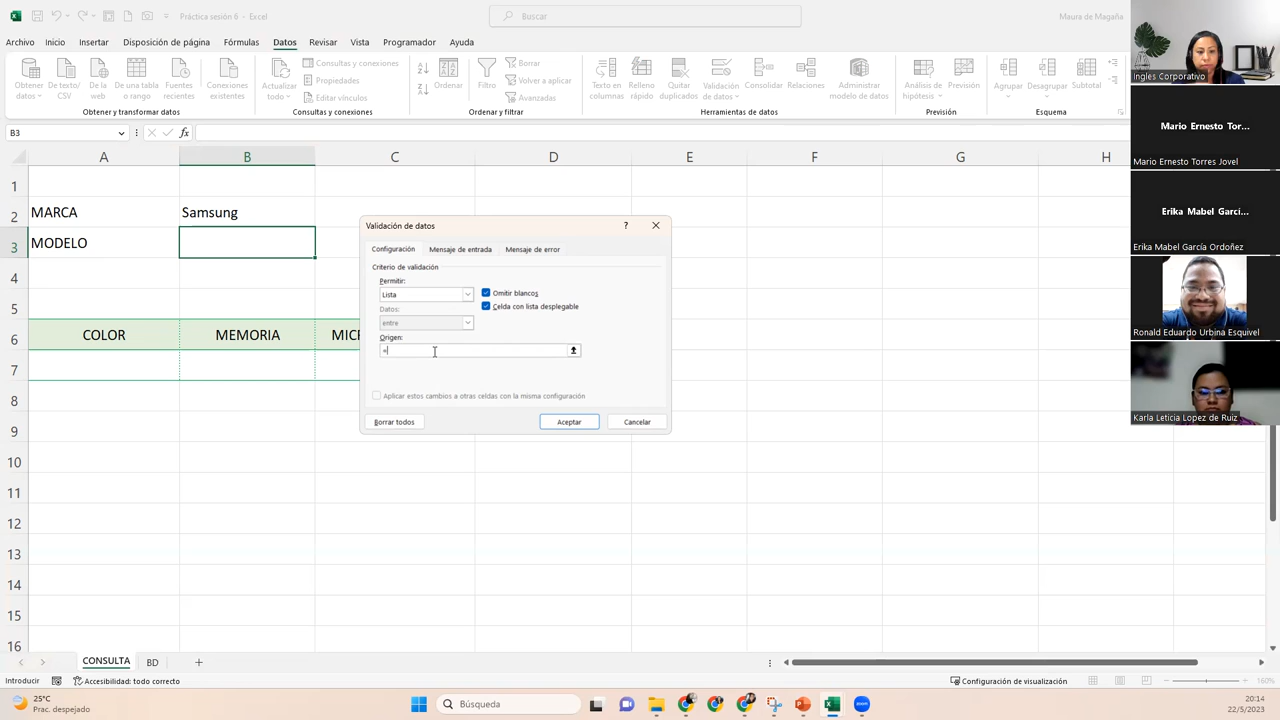 Práctica sesión 6 - Excel
Buscar
Maura de Magaña
Archivo Inicio Insertar Disposición de página Fórmulas Datos Revisar Vista Programador Ayuda
Obtener datos
De texto/CSV
De la web
De una tabla o rango
Fuentes recientes
Conexiones existentes
Obtener y transformar datos
Actualizar todo
Consultas y conexiones
Propiedades
Editar vínculos
Consultas y conexiones
Ordenar
Filtro
Borrar
Volver a aplicar
Avanzadas
Ordenar y filtrar
Texto en columnas
Relleno rápido
Quitar duplicados
Validación de datos
Consolidar
Relaciones
Administrar modelo de datos
Herramientas de datos
Análisis de hipótesis
Previsión
Previsión
Agrupar
Desagrupar
Subtotal
Esquema
B3
fx
A B C D E F G H
1
2 MARCA Samsung
3 MODELO
4
5
6 COLOR MEMORIA MICR
7
8
9
10
11
12
13
14
15
16
Validación de datos
?
Configuración Mensaje de entrada Mensaje de error
Criterio de validación
Permitir:
Lista
Omitir blancos
Celda con lista desplegable
Datos:
entre
Origen:
=
Aplicar estos cambios a otras celdas con la misma configuración
Borrar todos Aceptar Cancelar
CONSULTA BD
Introducir
Accesibilidad: todo correcto
Configuración de visualización
160%
25°C
Prac. despejado
Búsqueda
20:14
22/5/2023
Ingles Corporativo
Mario Ernesto Tor...
Mario Ernesto Torres Jovel
Erika Mabel Garcí...
Erika Mabel García Ordoñez
Ronald Eduardo Urbina Esquivel
Karla Leticia Lopez de Ruiz